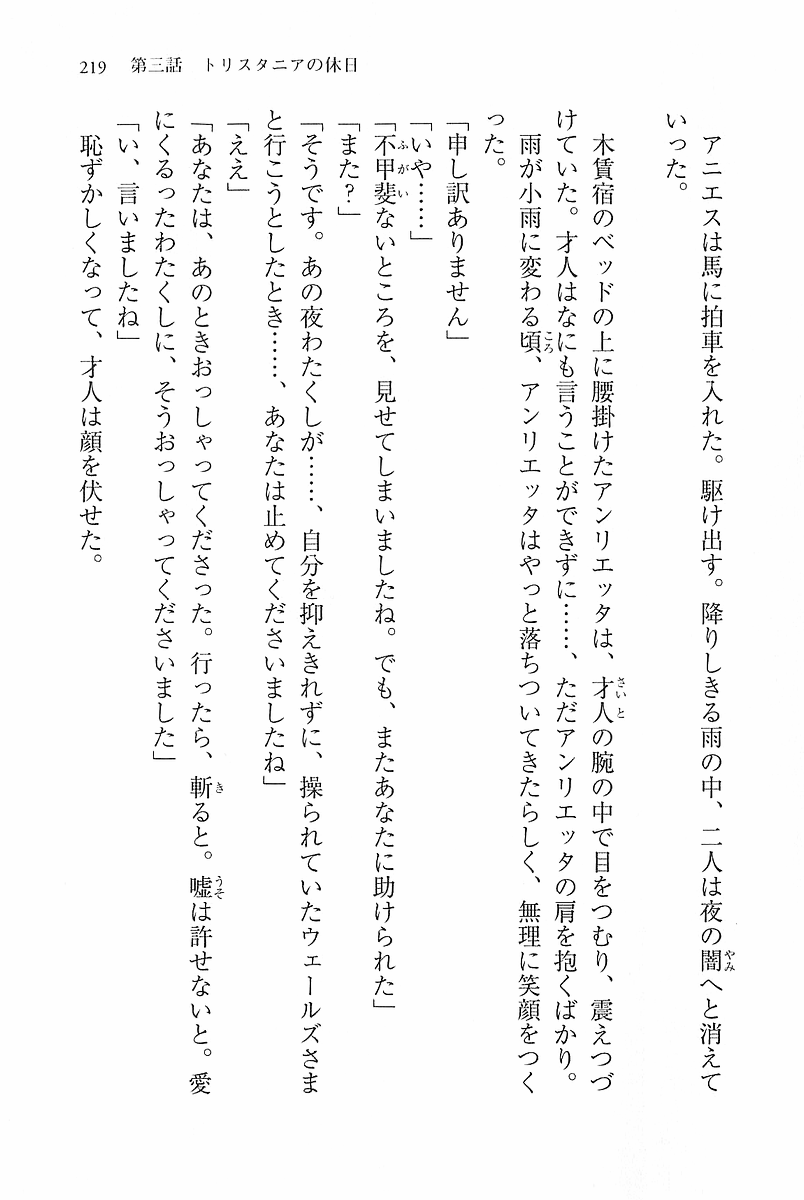 219　第三話　トリスタニアの休日
　アニエスは馬に拍車を入れた。駆け出す。降りしきる雨の中、二人は夜の闇へと消えて
いった。
　木賃宿のベッドの上に腰掛けたアンリエッタは、才人の腕の中で目をつむり、震えつづ
けていた。才人はなにも言うことができずに……、ただアンリエッタの肩を抱くばかり。
　雨が小雨に変わる頃、アンリエッタはやっと落ちついてきたらしく、無理に笑顔をつく
った。
「申し訳ありません」
「いや……」
「不甲斐ないところを、見せてしまいましたね。でも、またあなたに助けられた」
「また？」
「そうです。あの夜わたくしが……、自分を抑えきれずに、操られていたウェールズさま
と行こうとしたとき……、あなたは止めてくださいましたね」
「ええ」
「あなたは、あのときおっしゃってくださった。行ったら、斬ると。嘘は許せないと。愛
にくるったわたくしに、そうおっしゃってくださいました」
「い、言いましたね」
　恥ずかしくなって、才人は顔を伏せた。